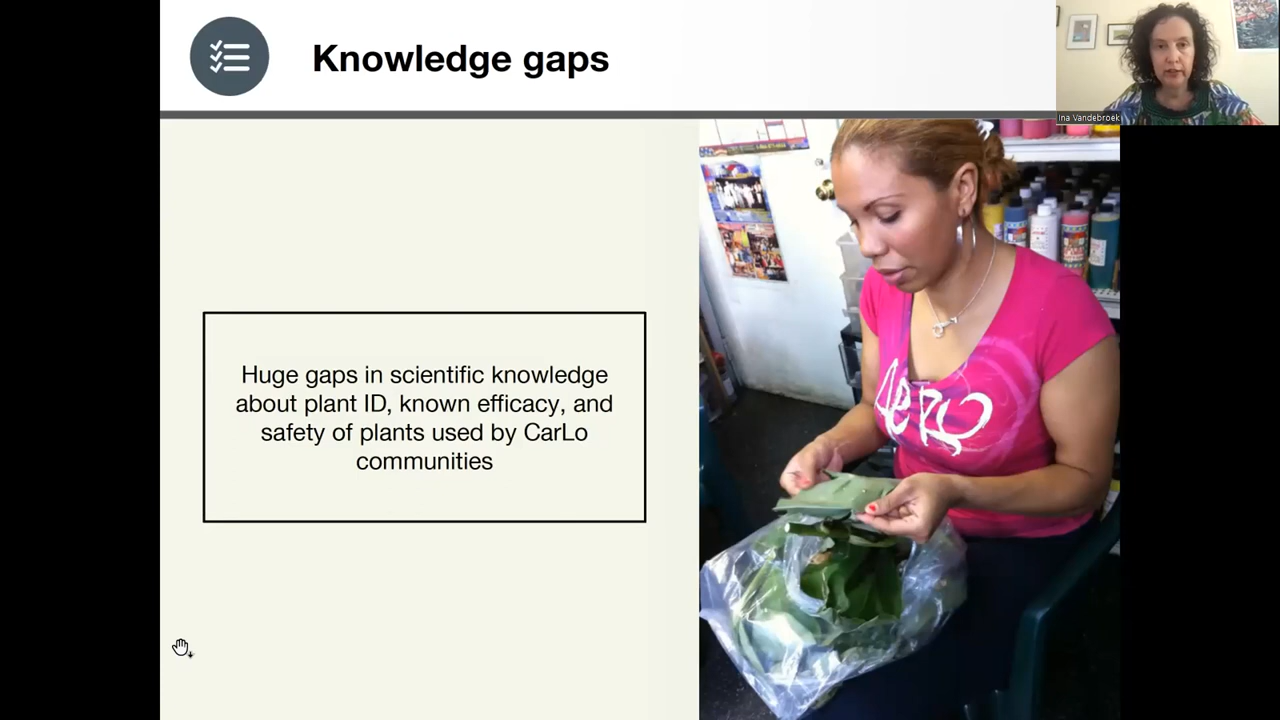 Knowledge gaps
Ina Vandebroek
Huge gaps in scientific knowledge
about plant ID, known efficacy, and
safety of plants used by CarLo
communities
AERO